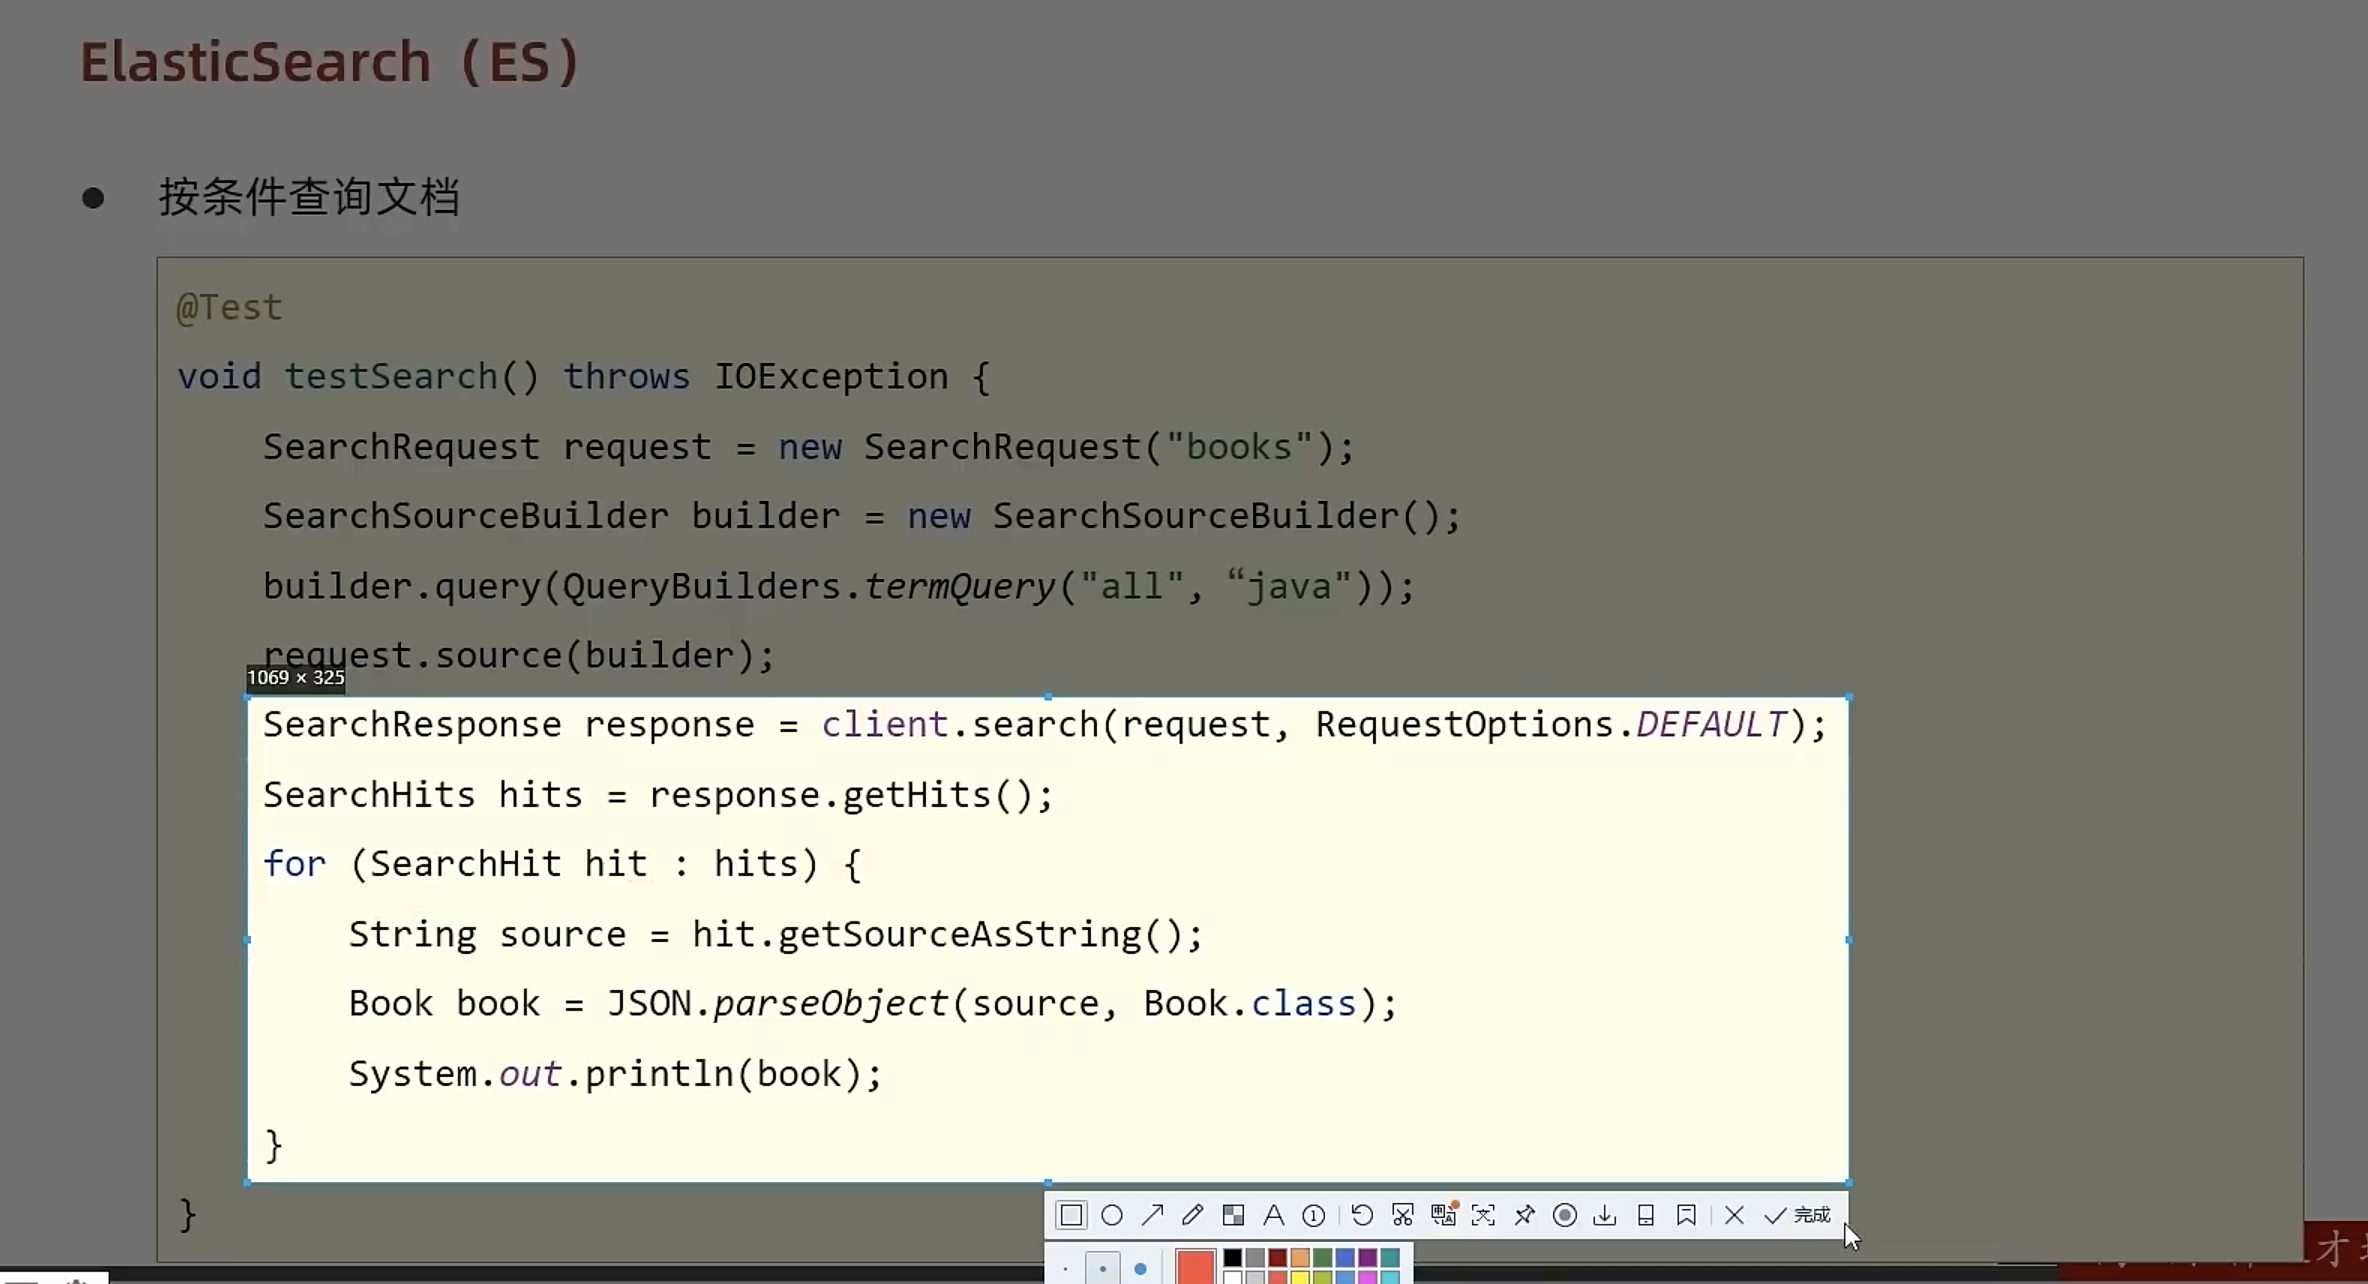 ElasticSearch（ES）
● 按条件查询文档
@Test
void testSearch() throws IOException {
    SearchRequest request = new SearchRequest("books");
    SearchSourceBuilder builder = new SearchSourceBuilder();
    builder.query(QueryBuilders.termQuery("all", “java"));
    request.source(builder);
1069 × 325
    SearchResponse response = client.search(request, RequestOptions.DEFAULT);
    SearchHits hits = response.getHits();
    for (SearchHit hit : hits) {
        String source = hit.getSourceAsString();
        Book book = JSON.parseObject(source, Book.class);
        System.out.println(book);
    }
}
完成